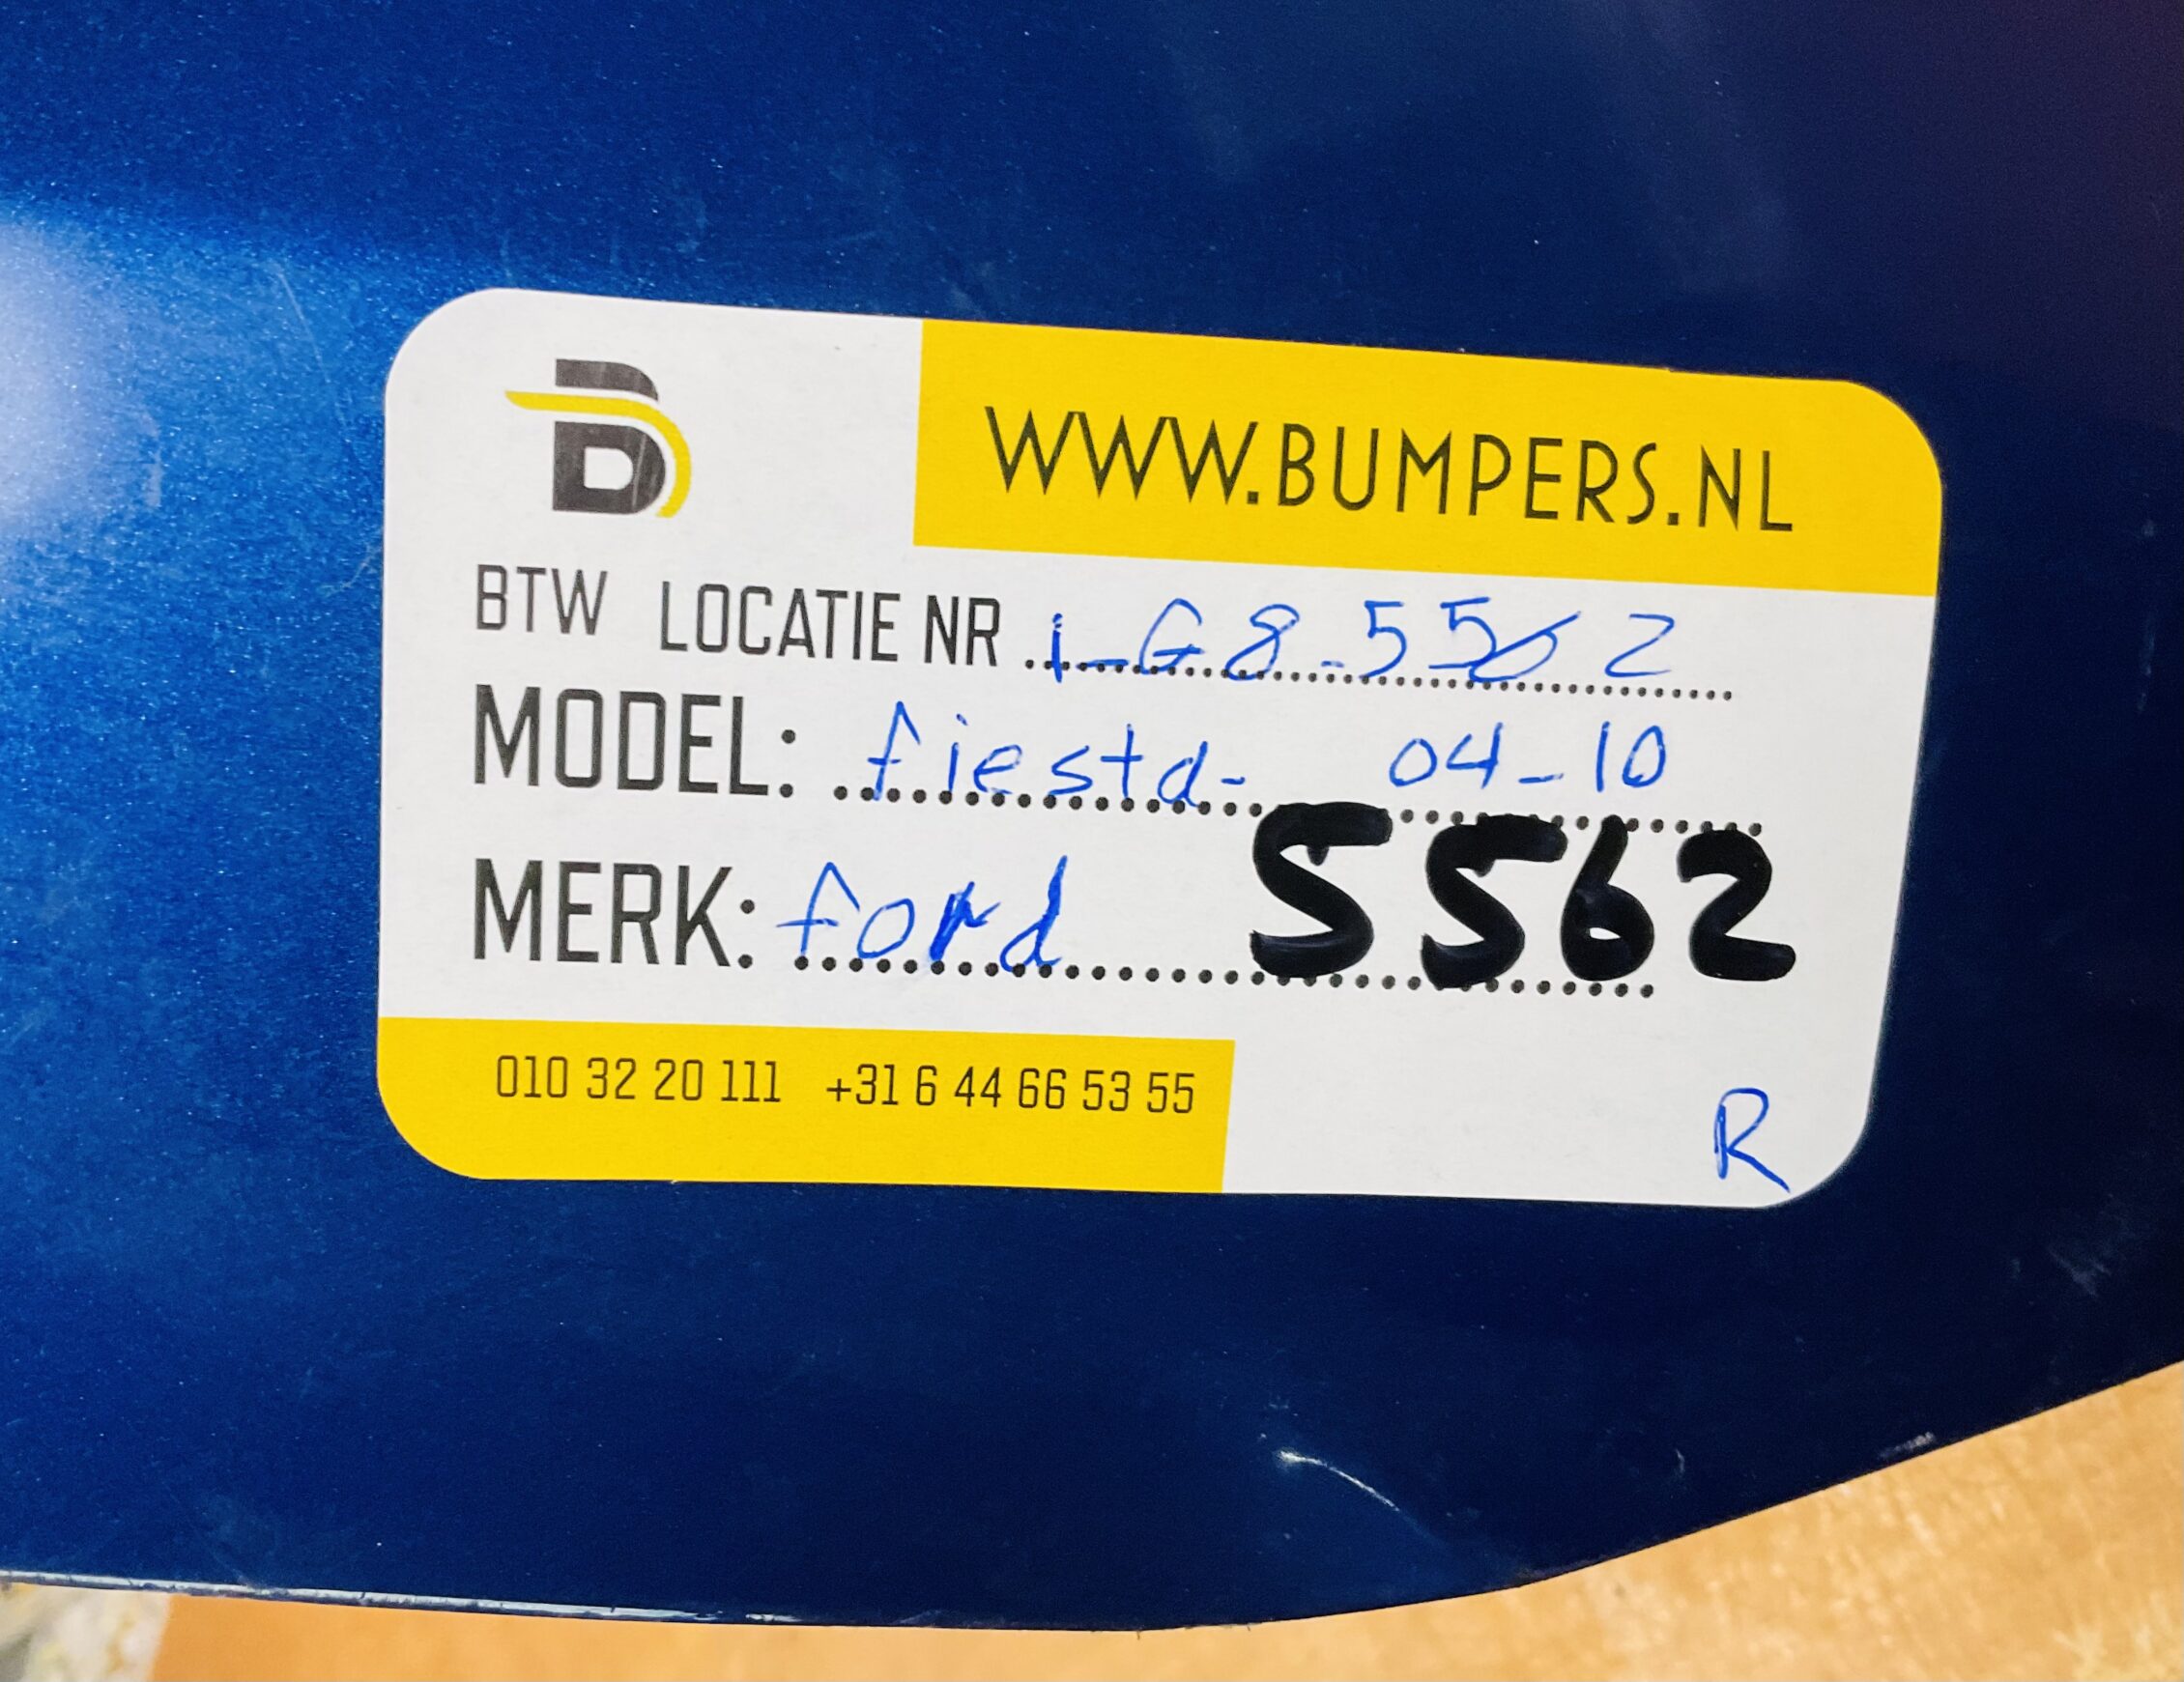 B
WWW.BUMPERS.NL
BTW LOCATIE NR 1-G8-5562
MODEL: fiesta- 04-10
MERK: ford 5562
010 32 20 111 +31 6 44 66 53 55
R